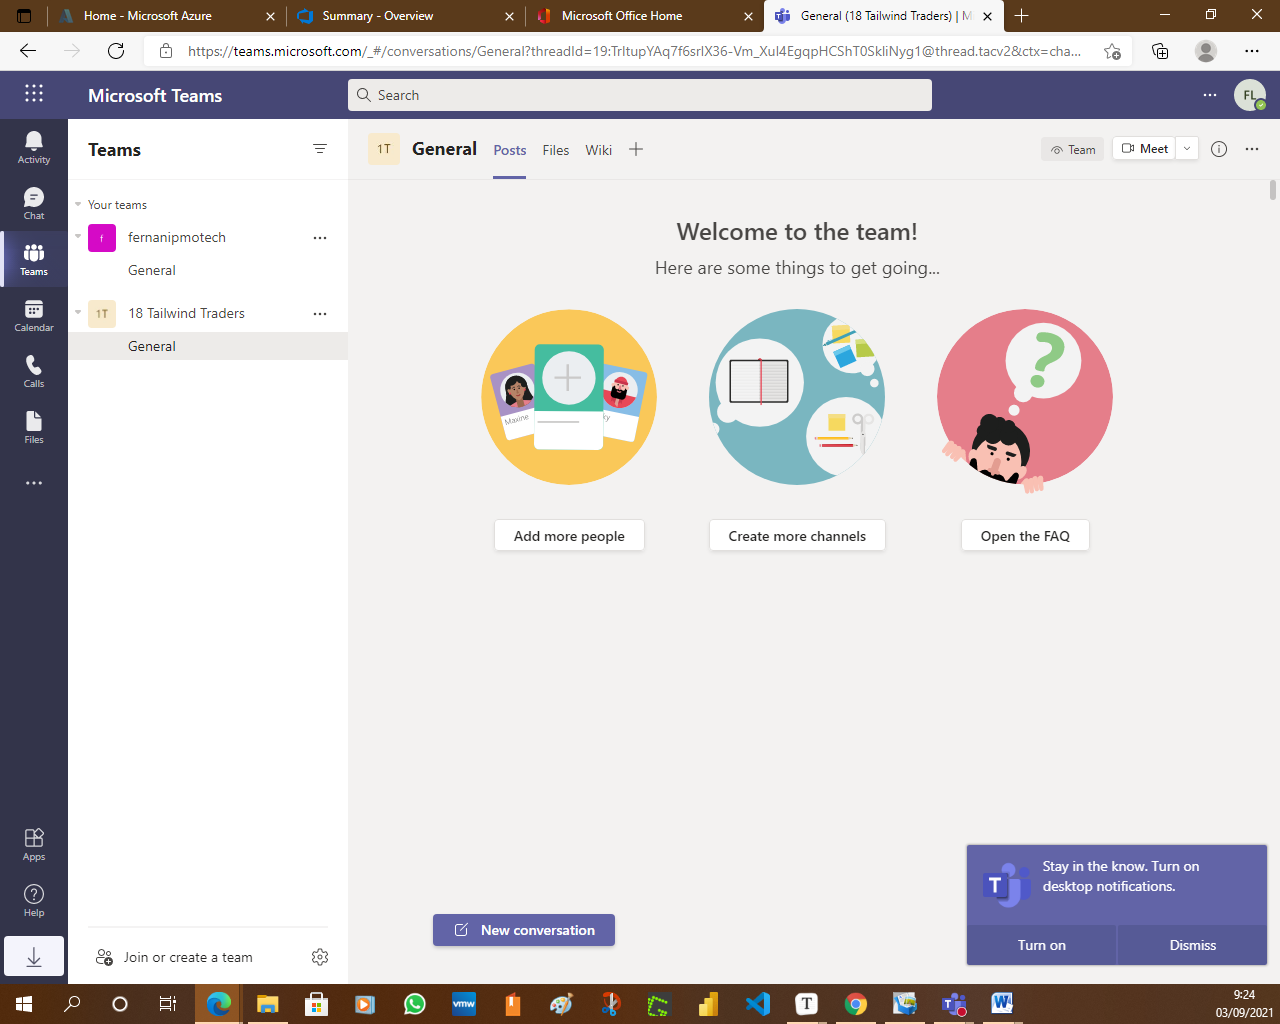 Home - Microsoft Azure
Summary - Overview
Microsoft Office Home
General (18 Tailwind Traders) | Mi
https://teams.microsoft.com/_#/conversations/General?threadId=19:TrItupYAq7f6srIX36-Vm_XuI4EgqpHCShT0SkIiNyg1@thread.tacv2&ctx=cha...
Microsoft Teams
Search
FL
Activity
Chat
Teams
Calendar
Calls
Files
Apps
Help
Teams
Your teams
f
fernanipmotech
General
1T
18 Tailwind Traders
General
Join or create a team
1T
General
Posts
Files
Wiki
Team
Meet
Welcome to the team!
Here are some things to get going...
Maxine
ky
?
Add more people
Create more channels
Open the FAQ
New conversation
T
Stay in the know. Turn on
desktop notifications.
Turn on
Dismiss
vmw
T
T
W
9:24
03/09/2021